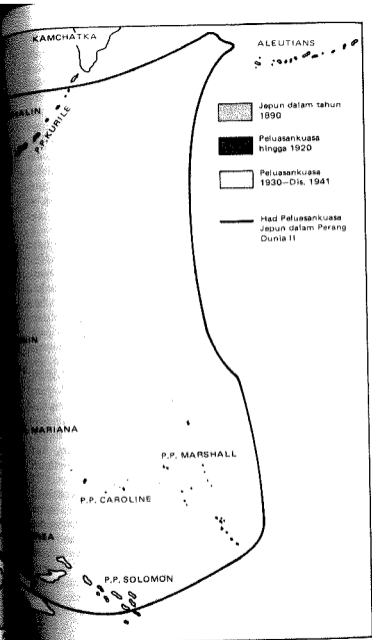 KAMCHATKA
ALEUTIANS
P.P. KURILE
Jepun dalam tahun
1890
Peluasankuasa
hingga 1920
Peluasankuasa
1930—Dis. 1941
Had Peluasankuasa
Jepun dalam Perang
Dunia II
MARIANA
P.P. MARSHALL
P.P. CAROLINE
P.P. SOLOMON